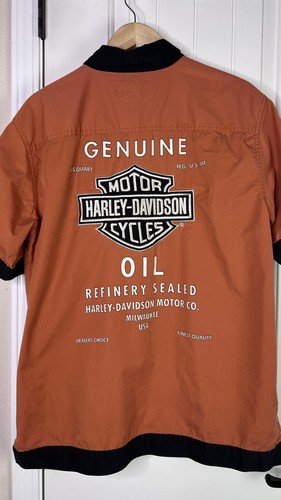 GENUINE
US QUART
REG. U.S. PAT
MOTOR
HARLEY-DAVIDSON
CYCLES
®
OIL
REFINERY SEALED
HARLEY-DAVIDSON MOTOR CO.
MILWAUKEE
USA
DEALERS CHOICE
FINEST QUALITY